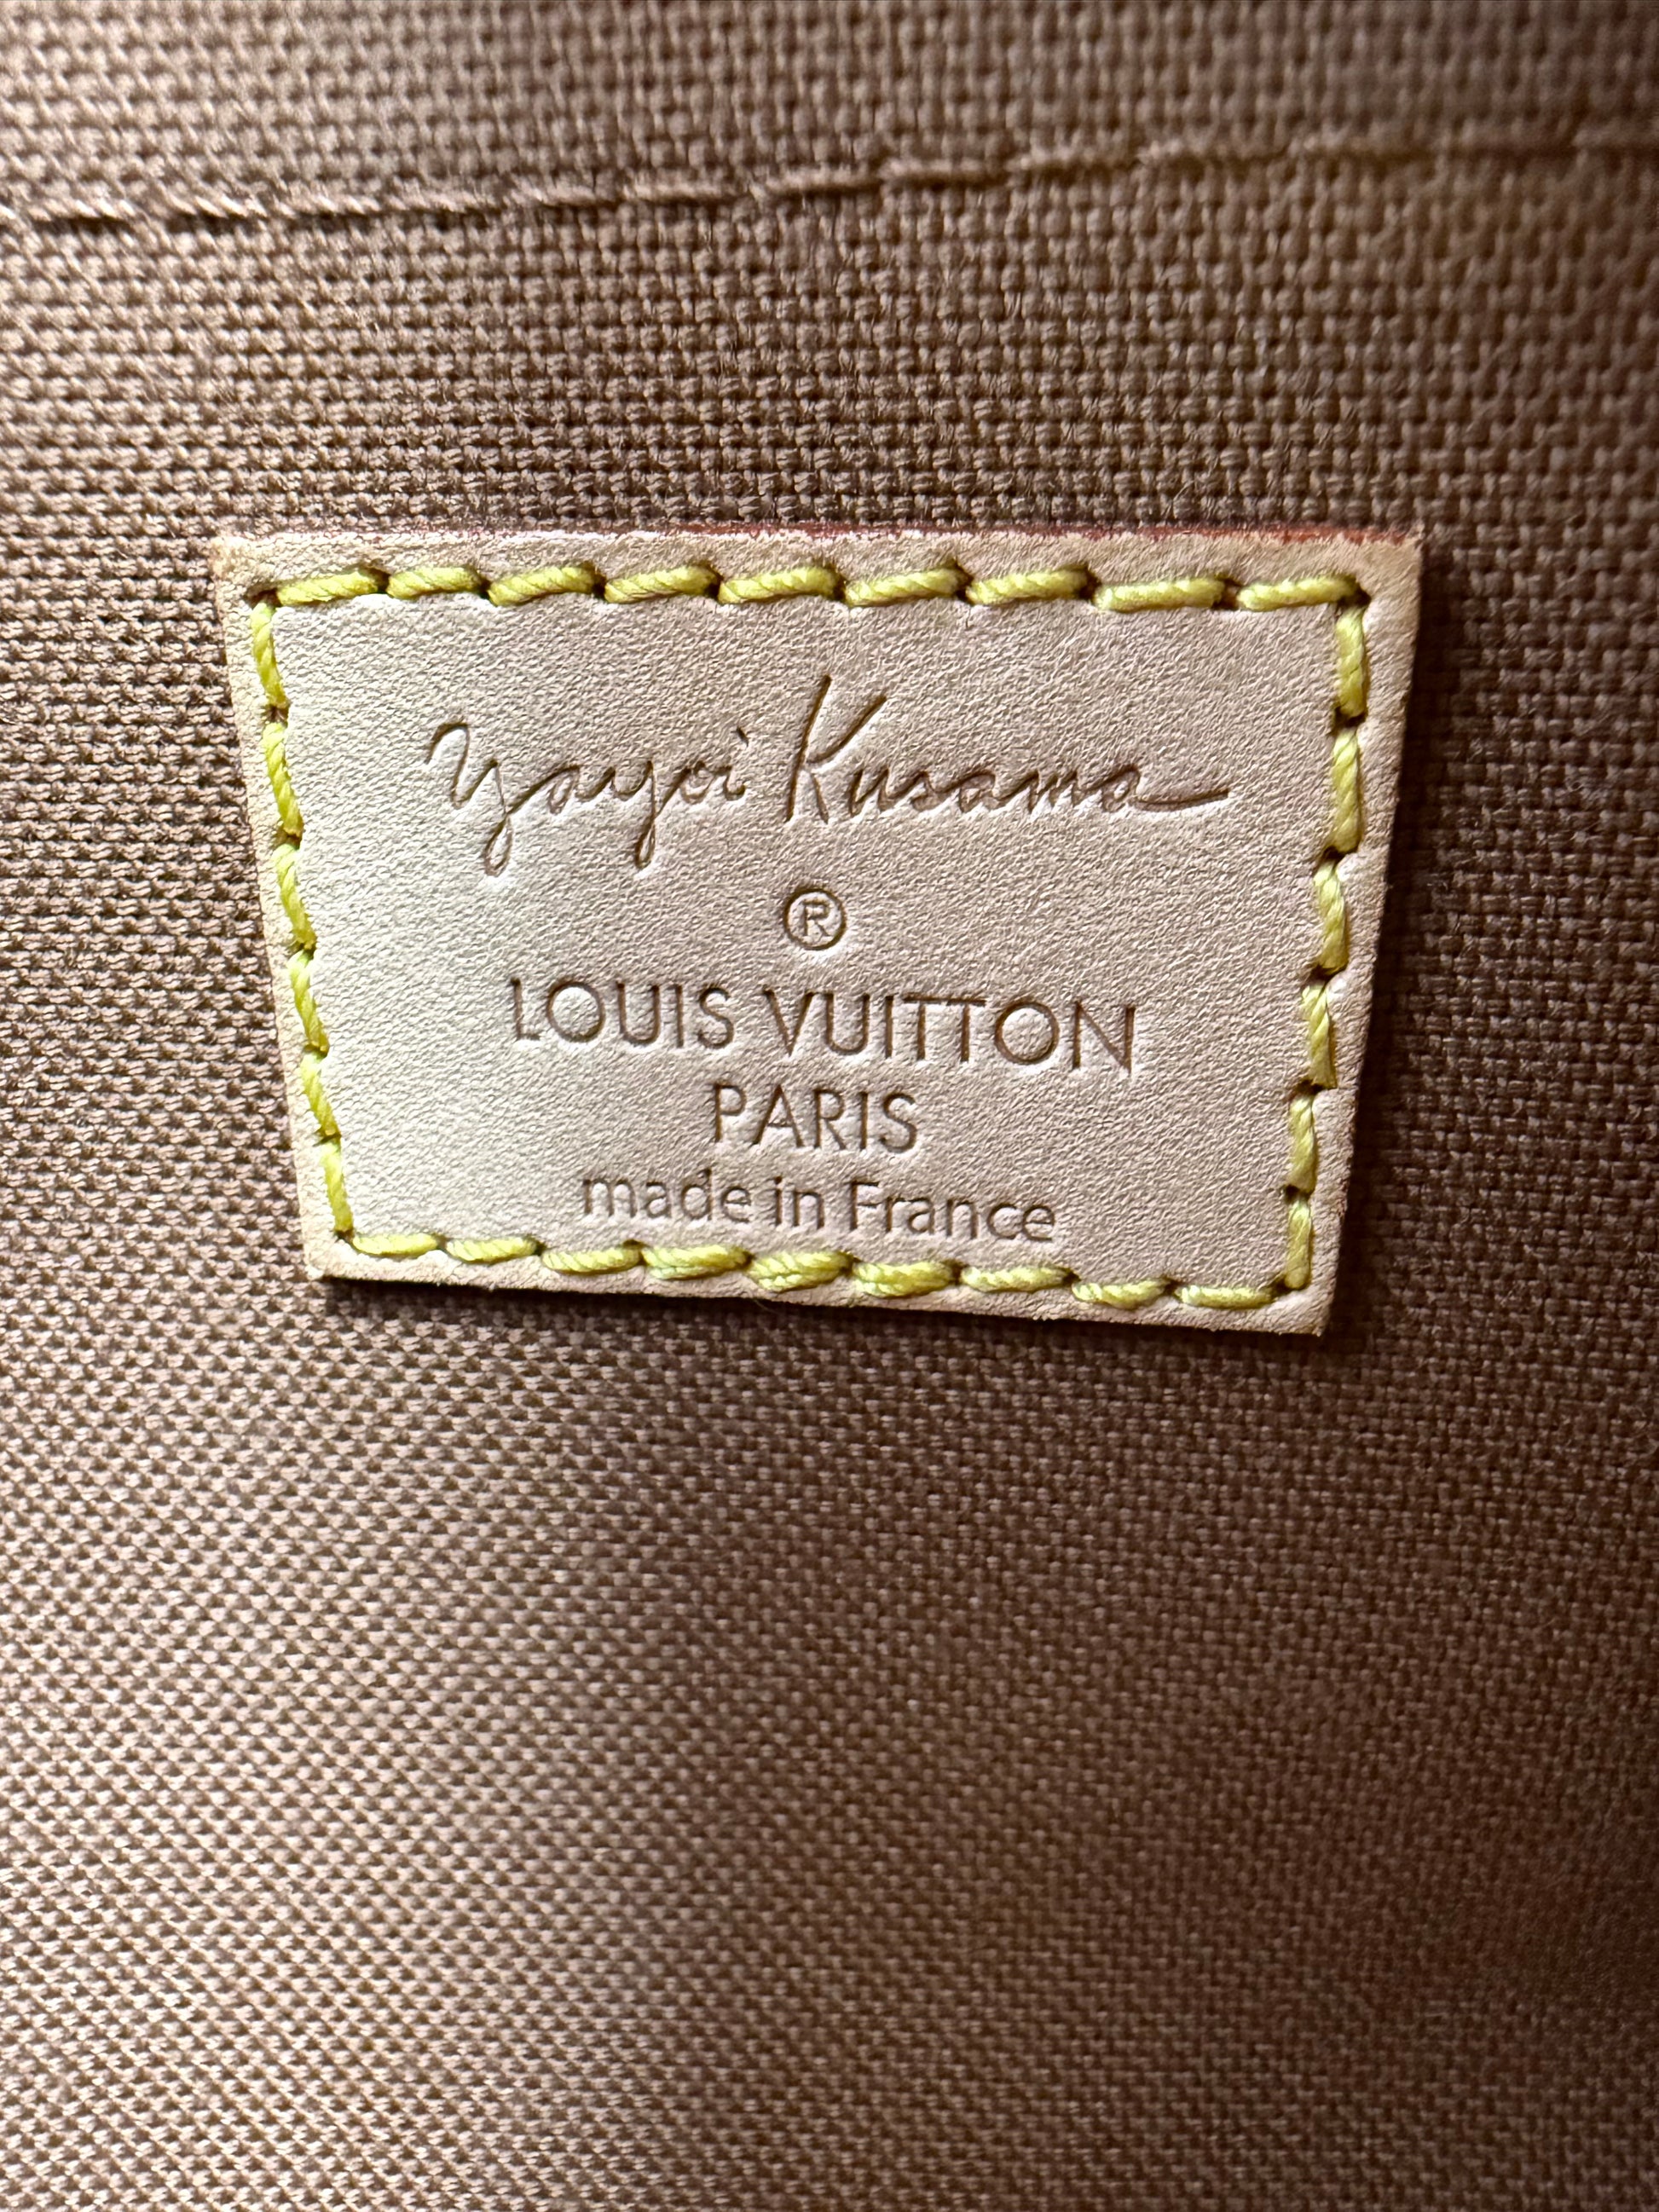 Yayoi Kusama
®
LOUIS VUITTON
PARIS
made in France